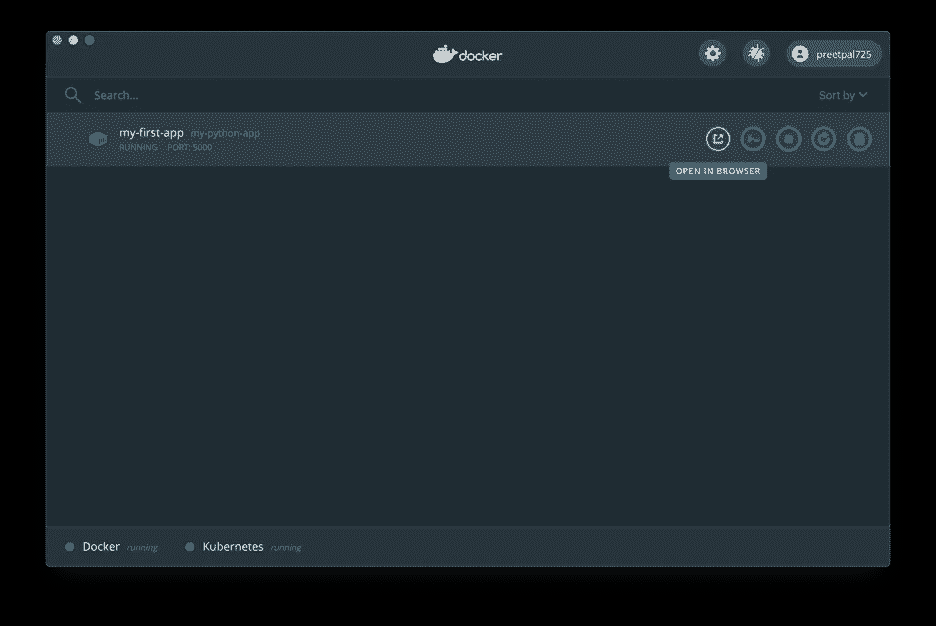 docker
preetpal725
Search...
Sort by
my-first-app my-python-app
RUNNING PORT: 5000
OPEN IN BROWSER
Docker running
Kubernetes running